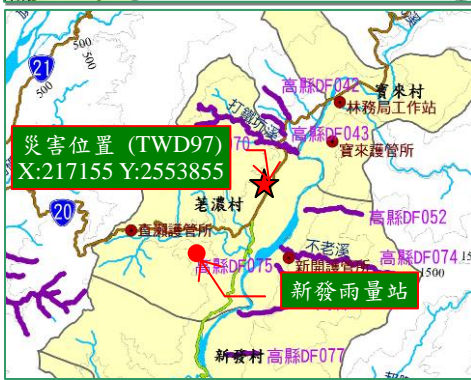 500
500
21
高縣DF042
寶來村
林務局工作站
打鐵坑溪
高縣DF043
寶來護管所
70
災害位置 (TWD97)
X:217155 Y:2553855
荖濃村
20
高縣DF052
直瀨護管所
不老溪
高縣DF074
高縣DF075
新開護管所
1500
新發雨量站
新發村
高縣DF077